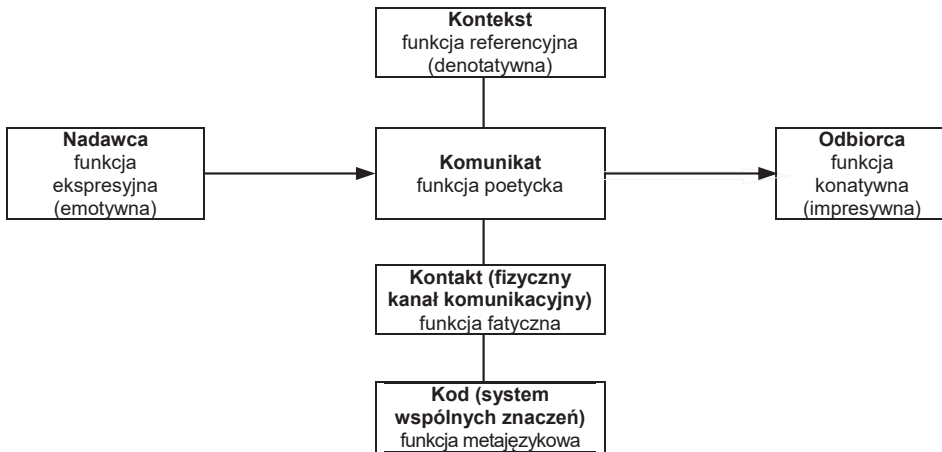 Kontekst
funkcja referencyjna
(denotatywna)
Nadawca
funkcja
ekspresyjna
(emotywna)
Komunikat
funkcja poetycka
Odbiorca
funkcja
konatywna
(impresywna)
Kontakt (fizyczny
kanał komunikacyjny)
funkcja fatyczna
Kod (system
wspólnych znaczeń)
funkcja metajęzykowa